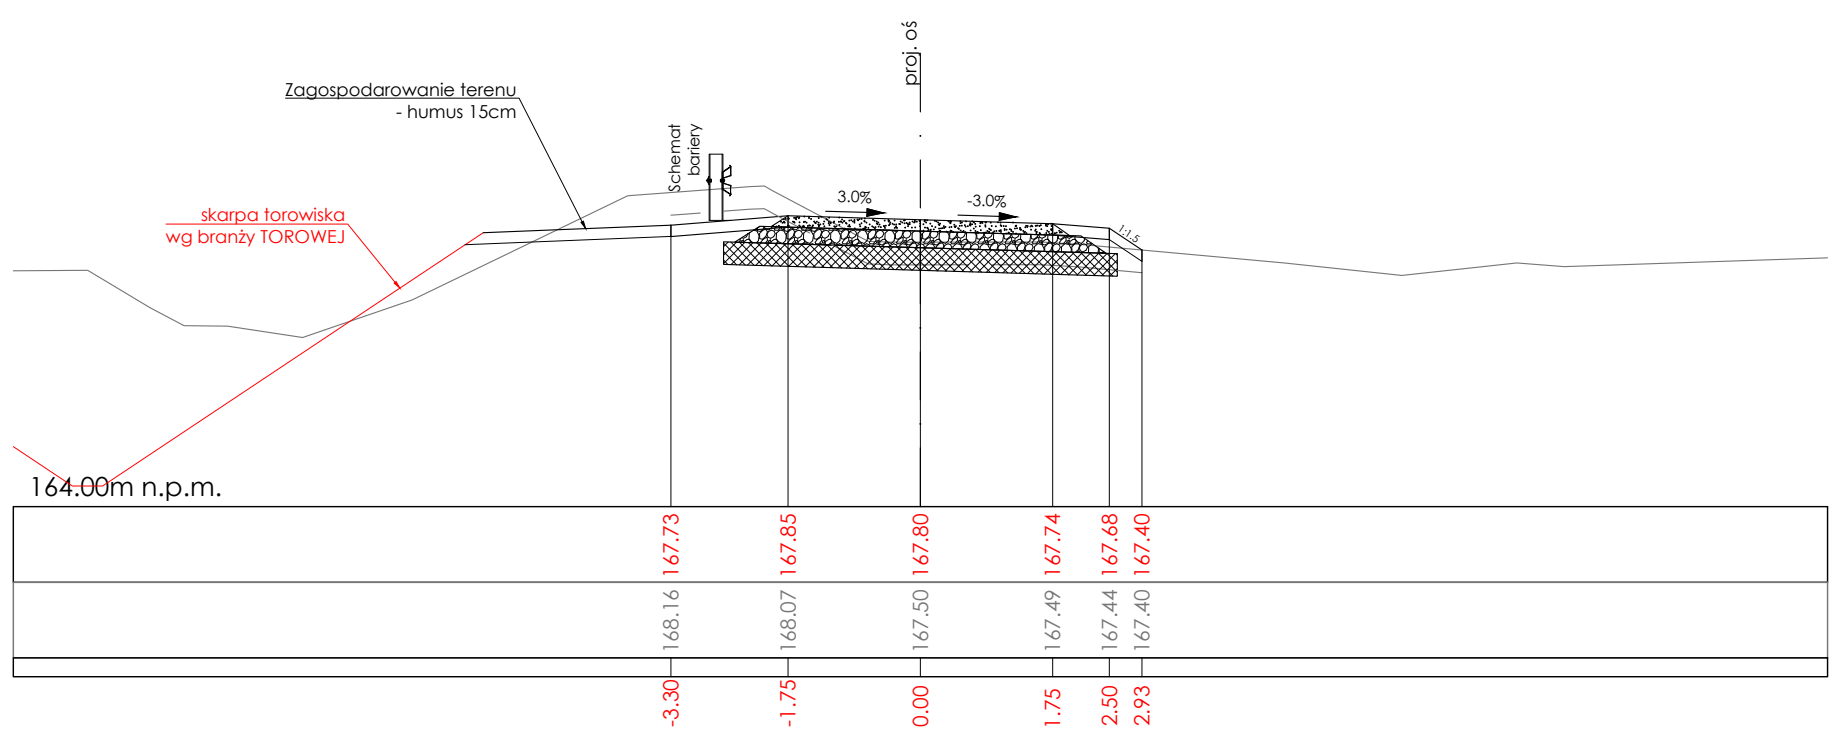 proj. oś
Zagospodarowanie terenu
- humus 15cm
Schemat
bariery
3.0%
-3.0%
1:1.5
skarpa torowiska
wg branży TOROWEJ
164.00m n.p.m.
167.73
167.85
167.80
167.74
167.68
167.40
168.16
168.07
167.50
167.49
167.44
167.40
-3.30
-1.75
0.00
1.75
2.50
2.93